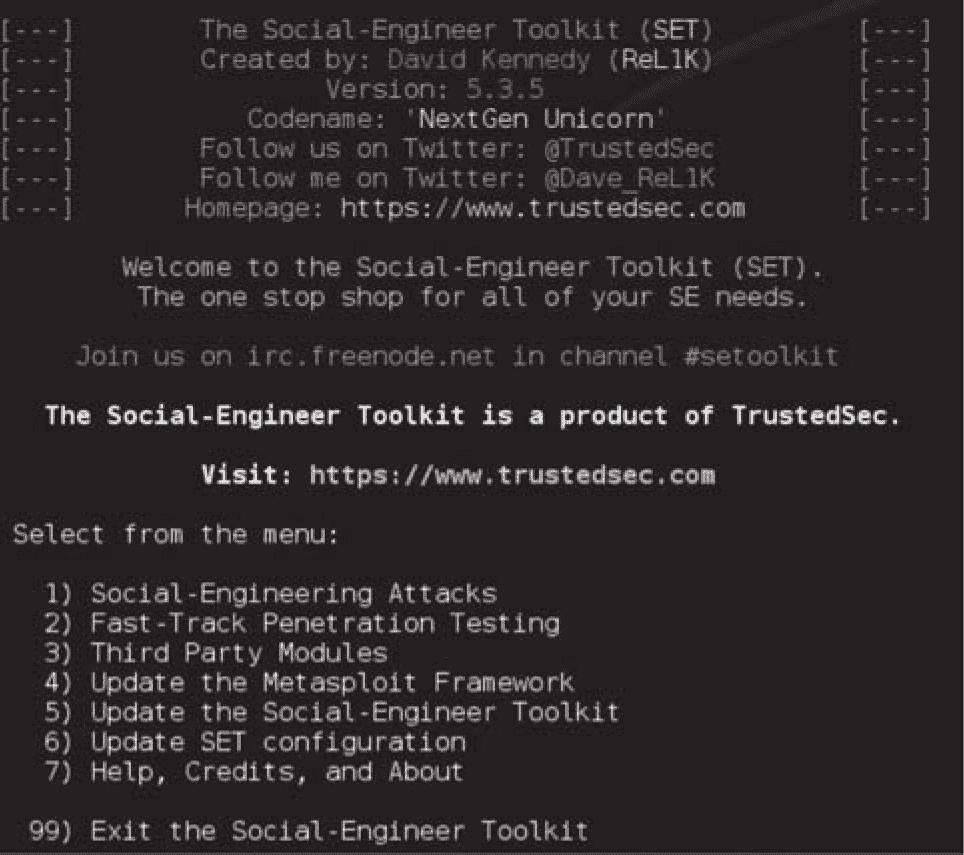 [---] The Social-Engineer Toolkit (SET) [---]
[---] Created by: David Kennedy (ReL1K) [---]
[---] Version: 5.3.5 [---]
[---] Codename: 'NextGen Unicorn' [---]
[---] Follow us on Twitter: @TrustedSec [---]
[---] Follow me on Twitter: @Dave_ReL1K [---]
[---] Homepage: https://www.trustedsec.com [---]
Welcome to the Social-Engineer Toolkit (SET).
The one stop shop for all of your SE needs.
Join us on irc.freenode.net in channel #setoolkit
The Social-Engineer Toolkit is a product of TrustedSec.
Visit: https://www.trustedsec.com
Select from the menu:
1) Social-Engineering Attacks
2) Fast-Track Penetration Testing
3) Third Party Modules
4) Update the Metasploit Framework
5) Update the Social-Engineer Toolkit
6) Update SET configuration
7) Help, Credits, and About
99) Exit the Social-Engineer Toolkit